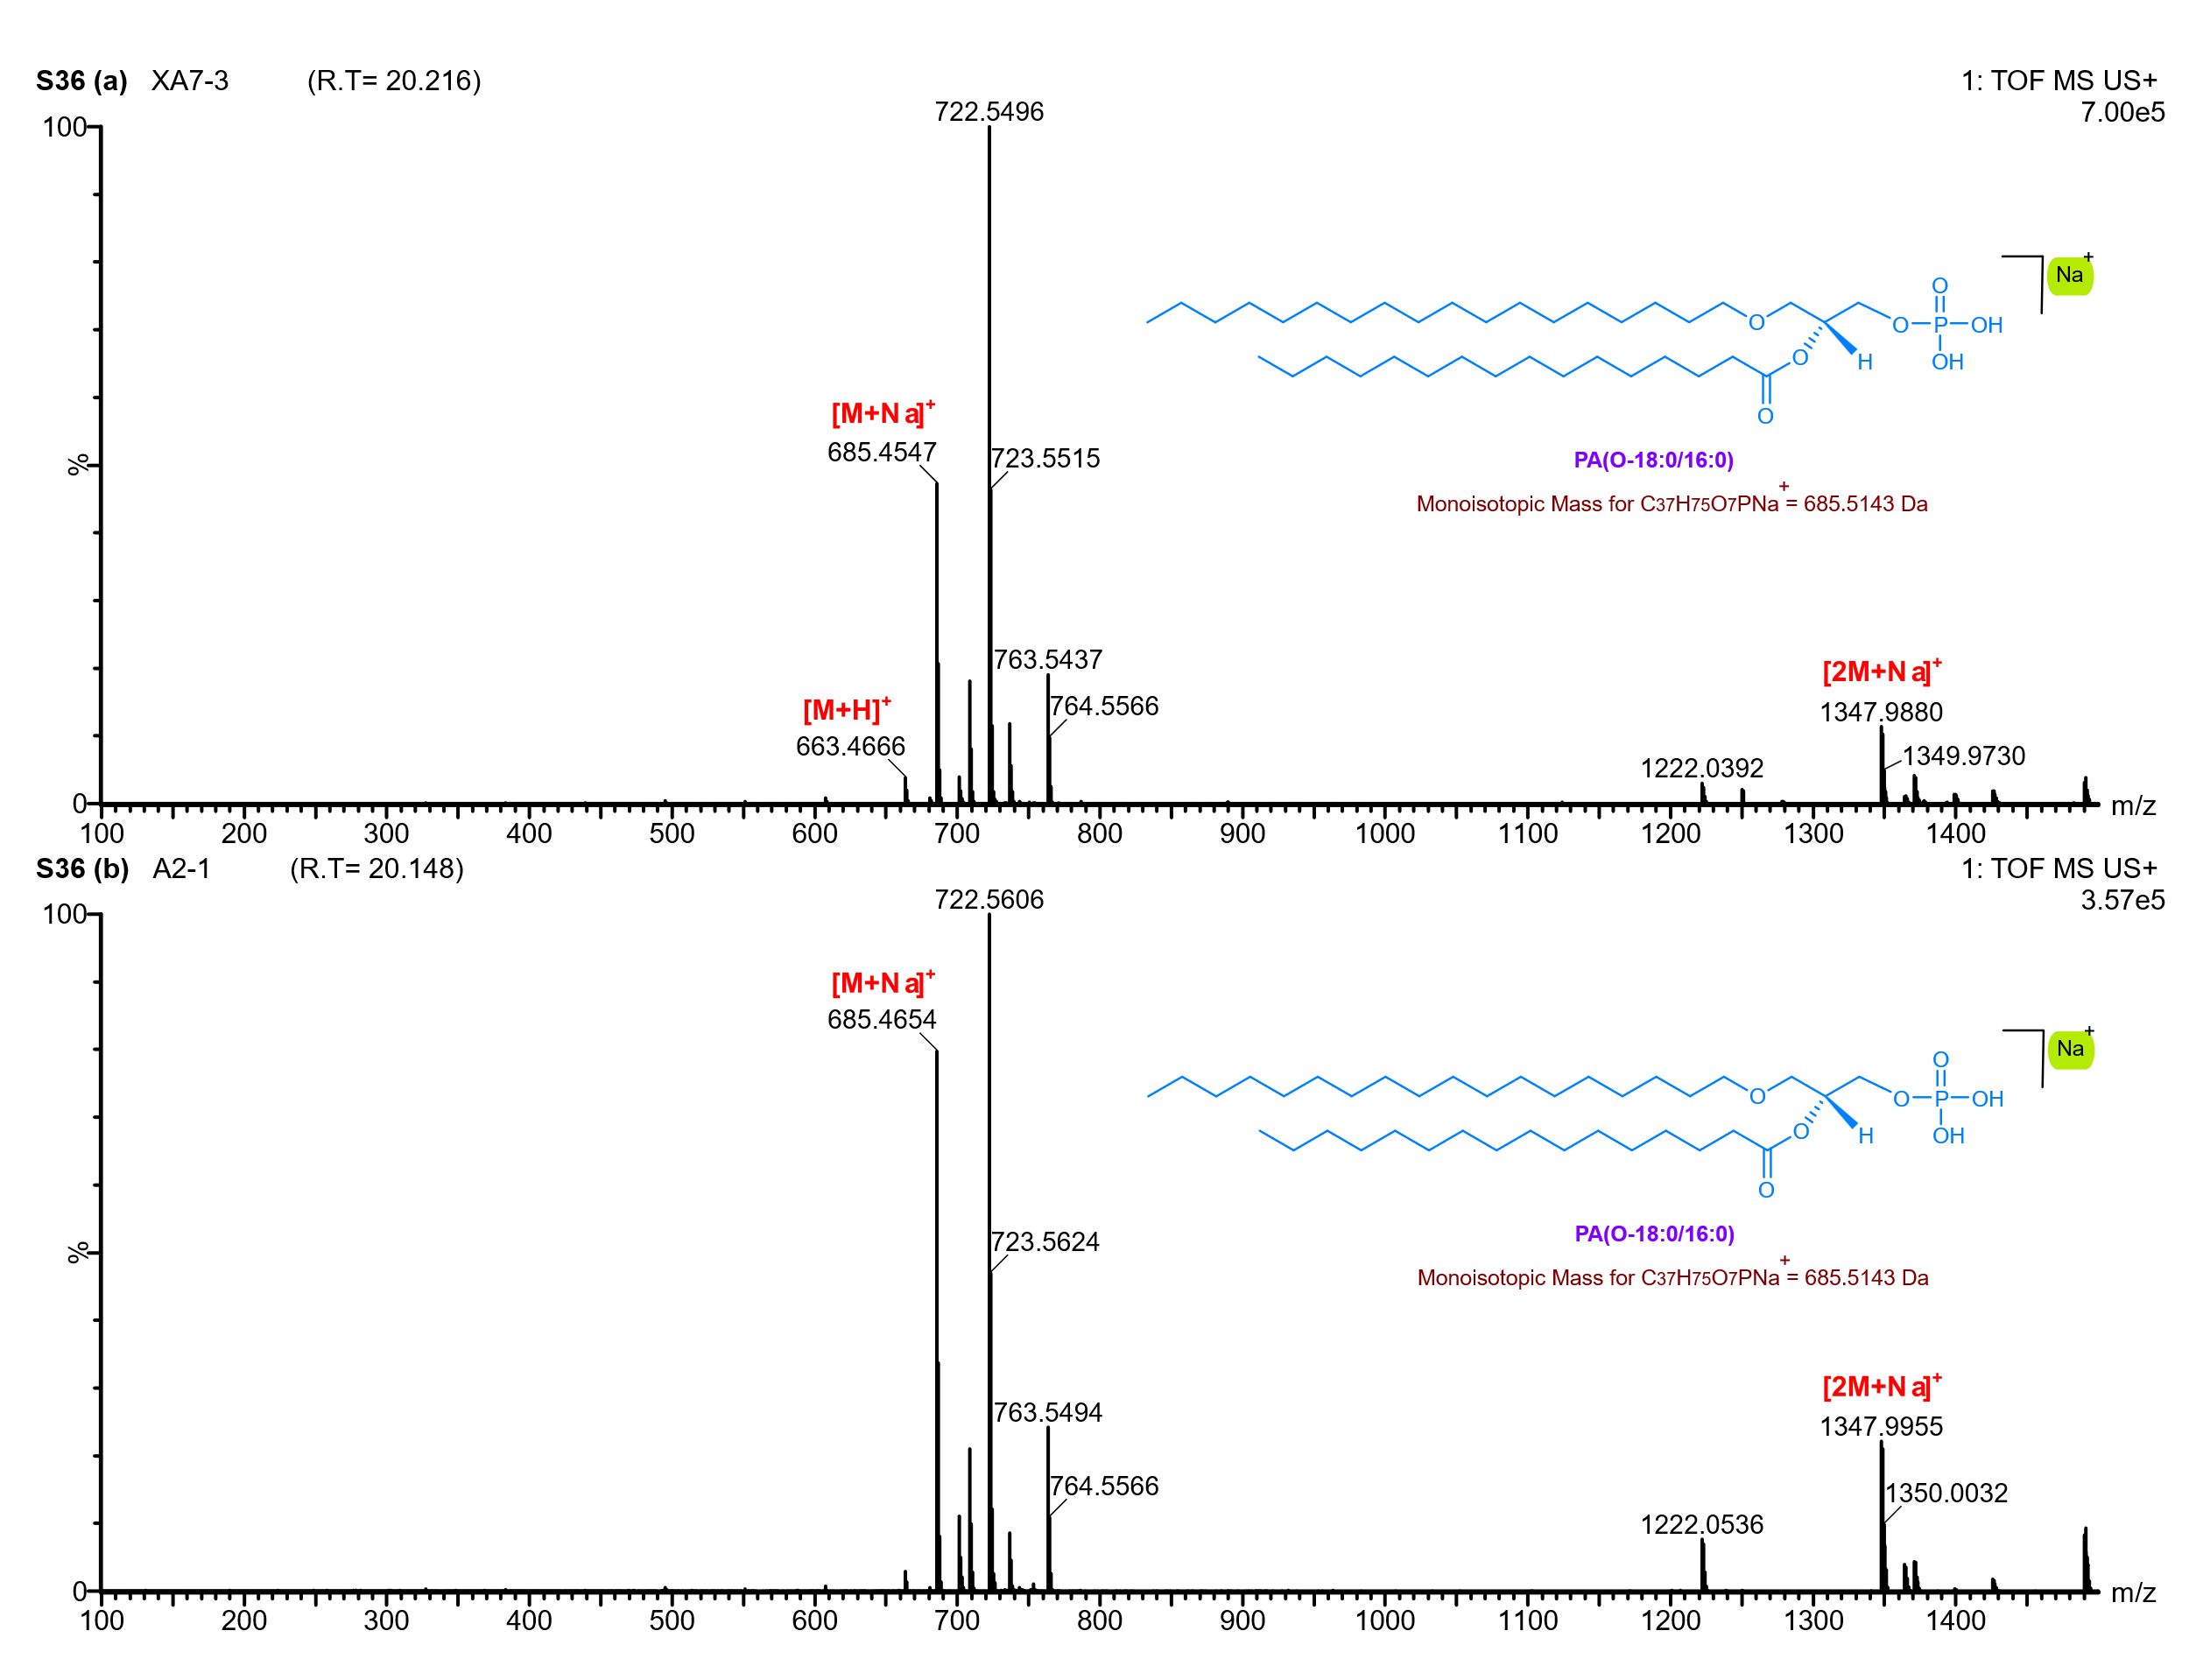 S36 (a) XA7-3 (R.T= 20.216) 1: TOF MS US+
7.00e5
722.5496
100
Na+
O
O O P OH
O H OH
O
[M+Na]+
685.4547
723.5515
%
PA(O-18:0/16:0)
Monoisotopic Mass for C37H75O7PNa+= 685.5143 Da
763.5437
[2M+Na]+
[M+H]+
764.5566
1347.9880
663.4666
1349.9730
1222.0392
0
m/z
100 200 300 400 500 600 700 800 900 1000 1100 1200 1300 1400
S36 (b) A2-1 (R.T= 20.148) 1: TOF MS US+
3.57e5
722.5606
100
[M+Na]+
685.4654
Na+
O
O O P OH
O H OH
O
723.5624
%
PA(O-18:0/16:0)
Monoisotopic Mass for C37H75O7PNa+= 685.5143 Da
[2M+Na]+
763.5494
1347.9955
764.5566
1350.0032
1222.0536
0
m/z
100 200 300 400 500 600 700 800 900 1000 1100 1200 1300 1400